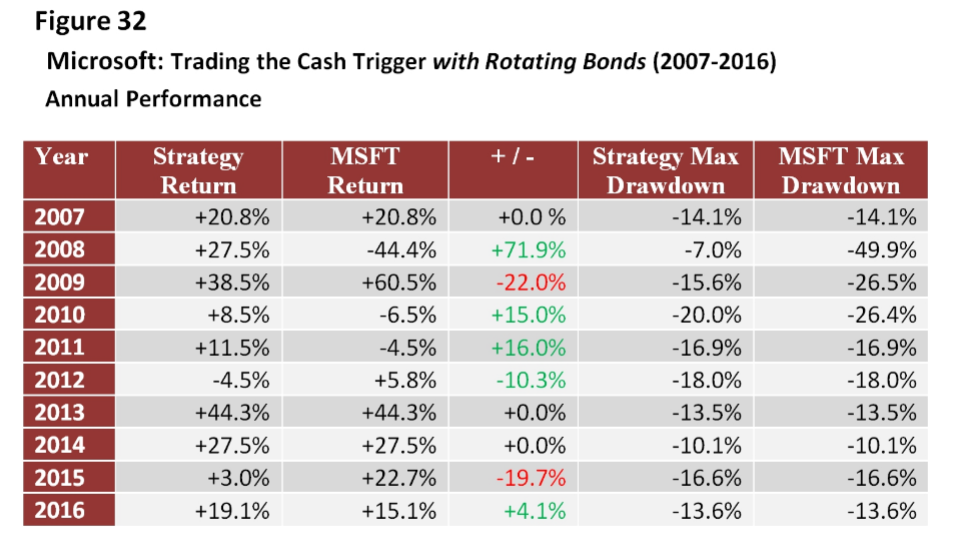 Figure 32
Microsoft: Trading the Cash Trigger with Rotating Bonds (2007-2016)
Annual Performance
Year Strategy Return MSFT Return + / - Strategy Max Drawdown MSFT Max Drawdown
2007 +20.8% +20.8% +0.0 % -14.1% -14.1%
2008 +27.5% -44.4% +71.9% -7.0% -49.9%
2009 +38.5% +60.5% -22.0% -15.6% -26.5%
2010 +8.5% -6.5% +15.0% -20.0% -26.4%
2011 +11.5% -4.5% +16.0% -16.9% -16.9%
2012 -4.5% +5.8% -10.3% -18.0% -18.0%
2013 +44.3% +44.3% +0.0% -13.5% -13.5%
2014 +27.5% +27.5% +0.0% -10.1% -10.1%
2015 +3.0% +22.7% -19.7% -16.6% -16.6%
2016 +19.1% +15.1% +4.1% -13.6% -13.6%